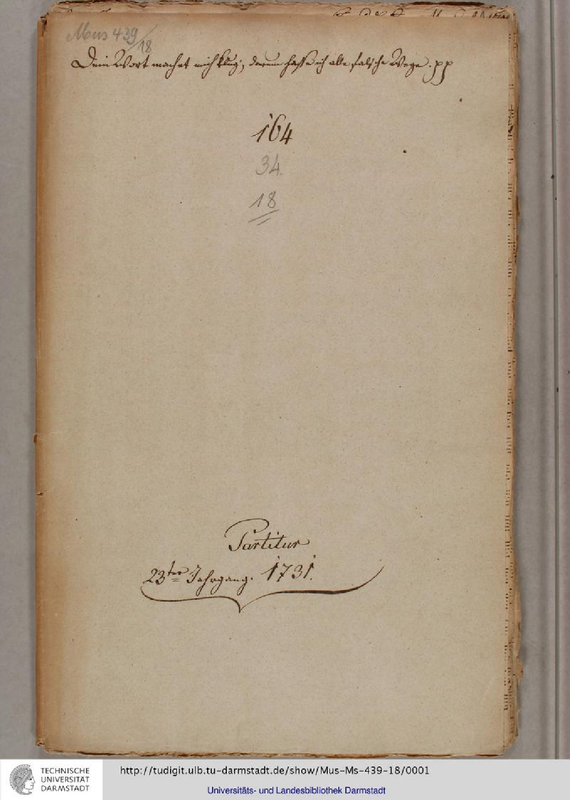 Mus 439/18
Dein Wort machet mich klug, darum hasse ich alle falsche Wege. pp
164
34.
18
Partitur
23ter Jahrgang. 1731.
TECHNISCHE
UNIVERSITÄT
DARMSTADT
http://tudigit.ulb.tu-darmstadt.de/show/Mus-Ms-439-18/0001
Universitäts- und Landesbibliothek Darmstadt